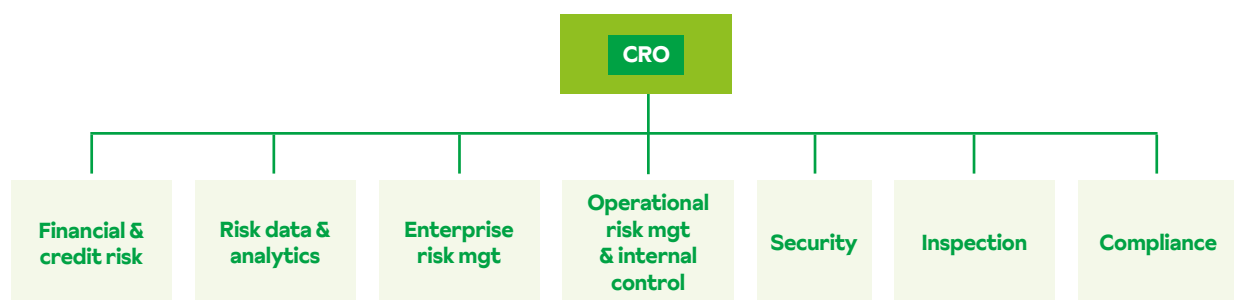 CRO
Financial &
credit risk
Risk data &
analytics
Enterprise
risk mgt
Operational
risk mgt
& internal
control
Security
Inspection
Compliance